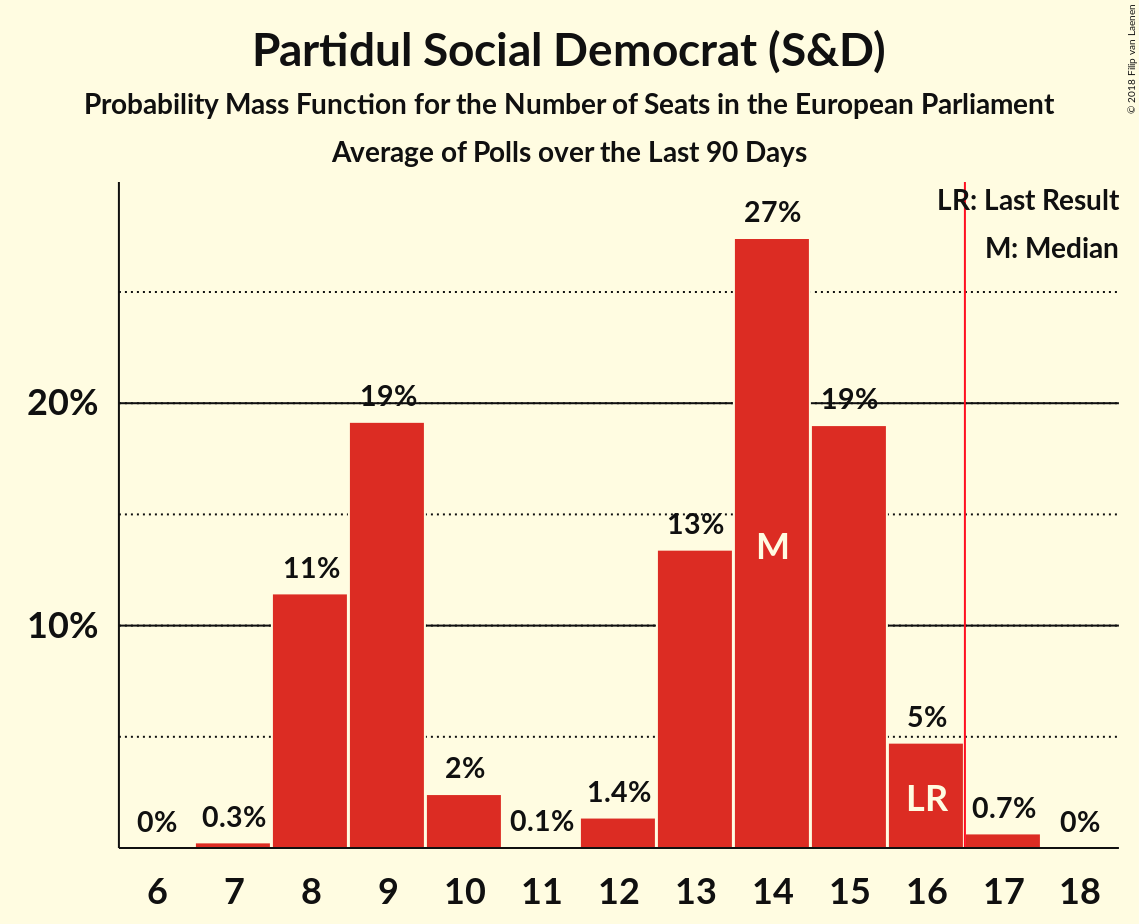 Partidul Social Democrat (S&D)
Probability Mass Function for the Number of Seats in the European Parliament
Average of Polls over the Last 90 Days
© 2018 Filip van Laenen
LR: Last Result
M: Median
27%
20%
19%
19%
13%
M
11%
10%
5%
2%
LR
1.4%
0%
0.3%
0.1%
0.7%
0%
6 7 8 9 10 11 12 13 14 15 16 17 18